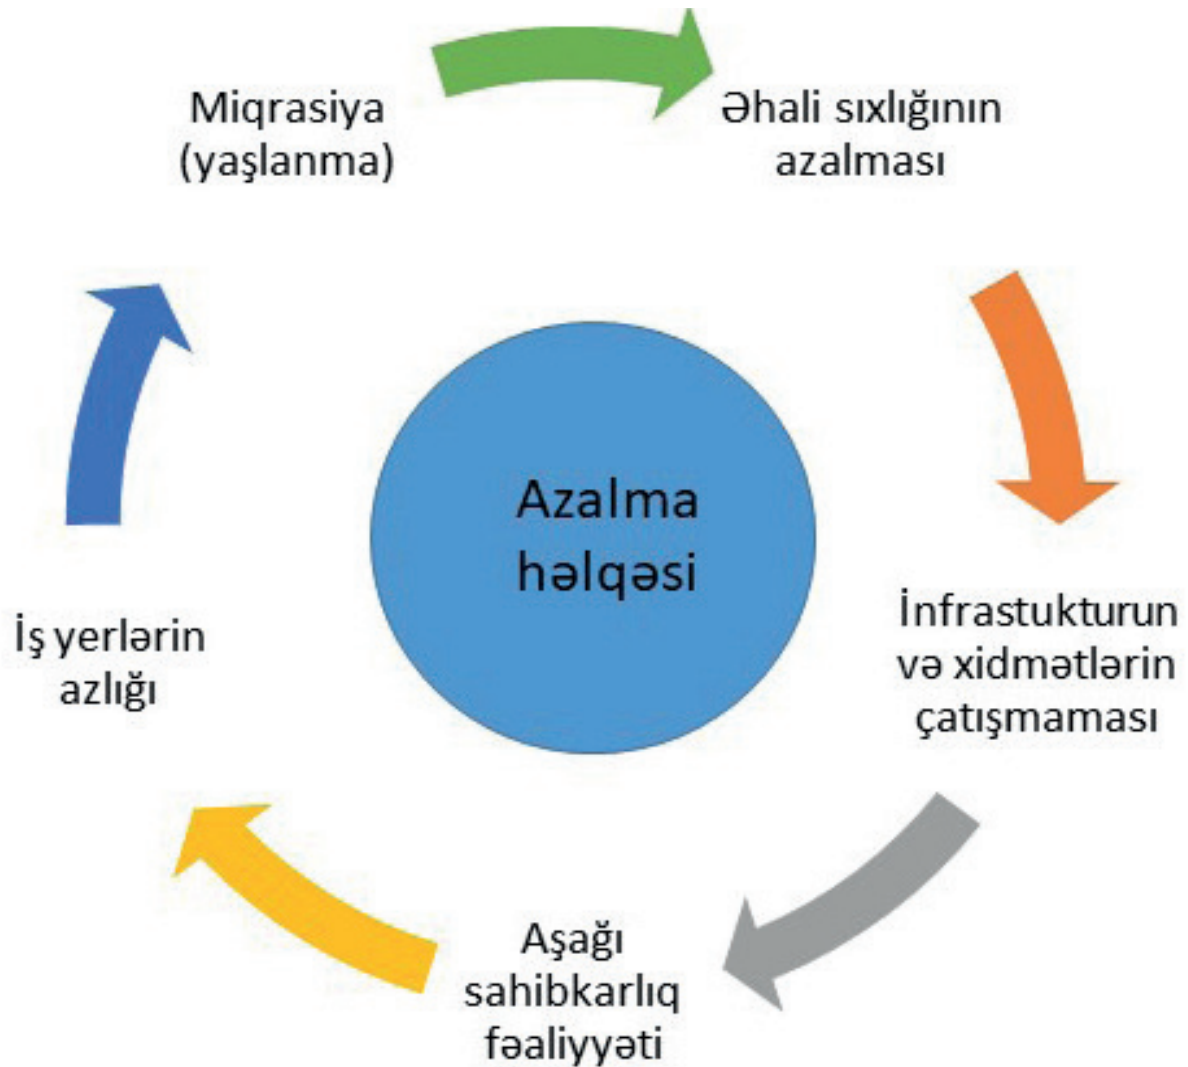 Miqrasiya
(yaşlanma)
Əhali sıxlığının
azalması
İnfrastukturun
və xidmətlərin
çatışmaması
Aşağı
sahibkarlıq
fəaliyyəti
İş yerlərin
azlığı
Azalma
həlqəsi